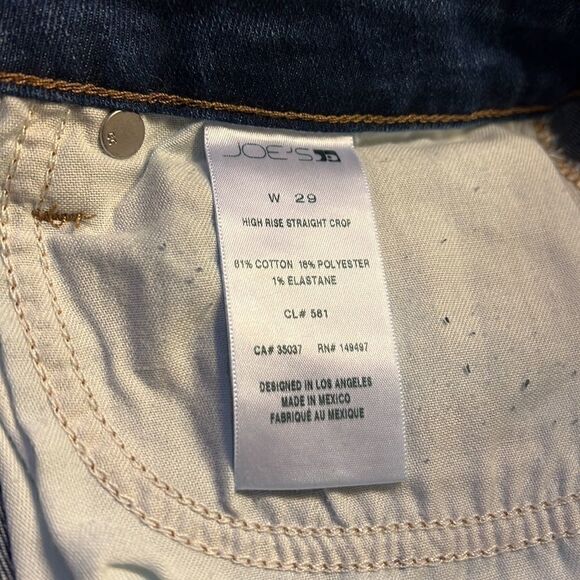 JOE'S
W 29
HIGH RISE STRAIGHT CROP
81% COTTON 18% POLYESTER
1% ELASTANE
CL# 561
CA# 35037 RN# 149497
DESIGNED IN LOS ANGELES
MADE IN MEXICO
FABRIQUÉ AU MEXIQUE